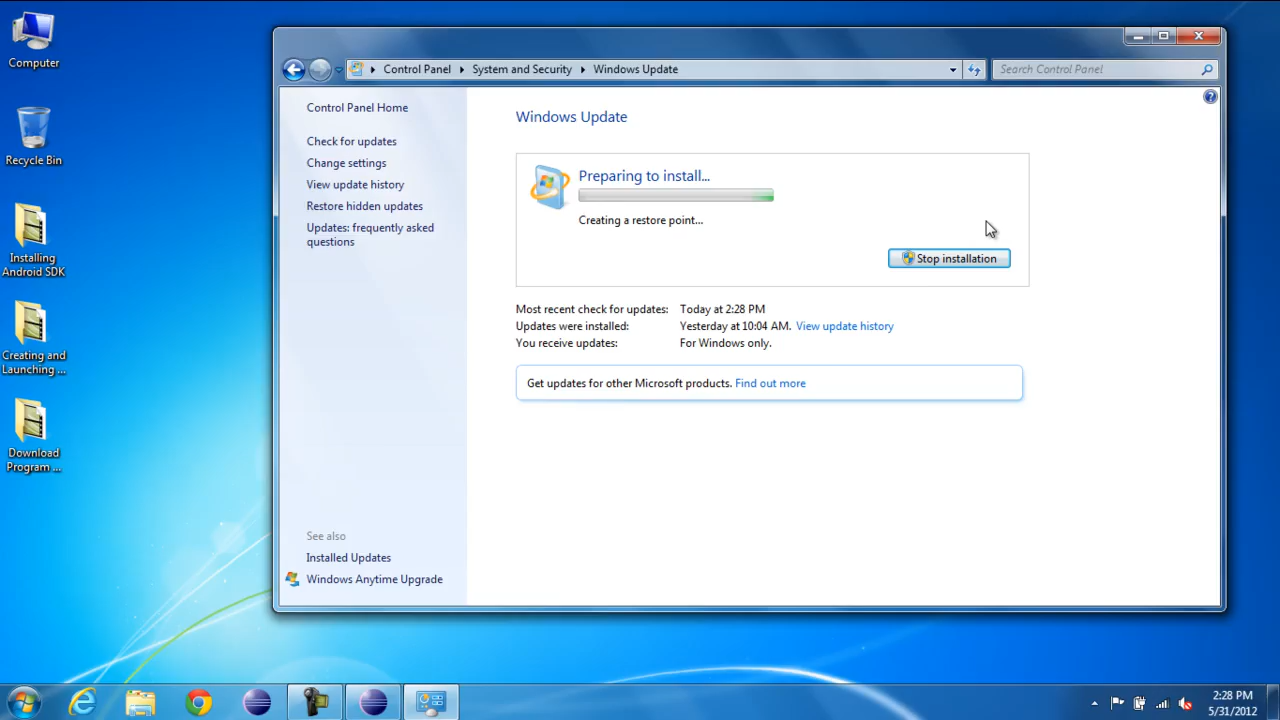 Computer
Recycle Bin
Installing
Android SDK
Creating and
Launching ...
Download
Program ...
Control Panel
System and Security
Windows Update
Search Control Panel
Control Panel Home
Check for updates
Change settings
View update history
Restore hidden updates
Updates: frequently asked
questions
See also
Installed Updates
Windows Anytime Upgrade
Windows Update
Preparing to install...
Creating a restore point...
Stop installation
Most recent check for updates: Today at 2:28 PM
Updates were installed: Yesterday at 10:04 AM. View update history
You receive updates: For Windows only.
Get updates for other Microsoft products. Find out more
2:28 PM
5/31/2012